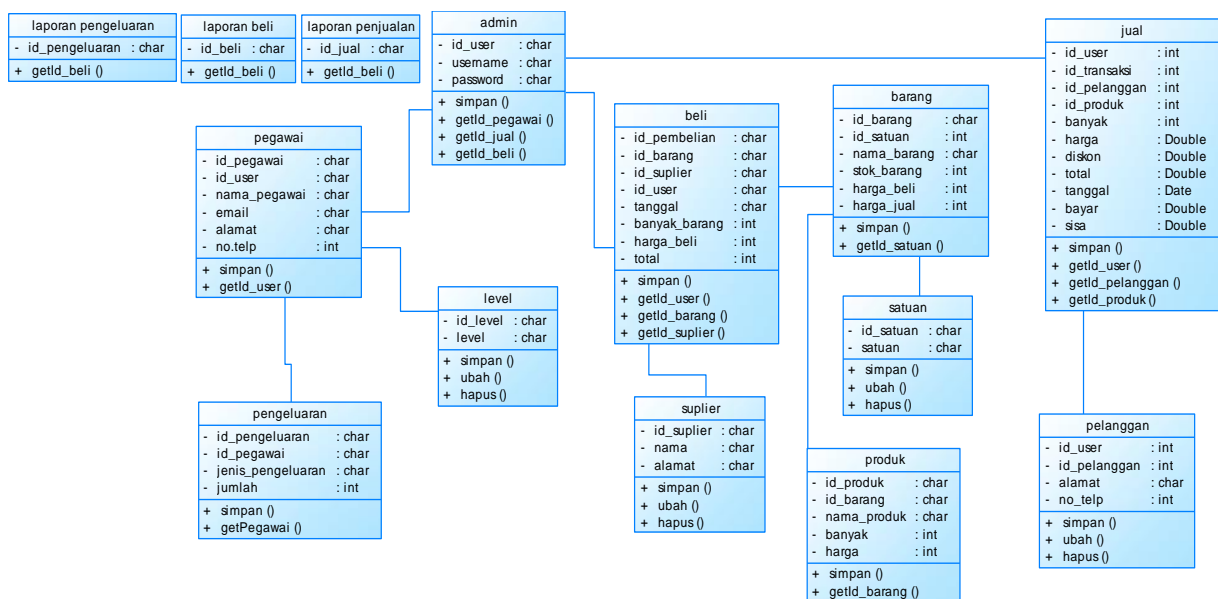 laporan pengeluaran
- id_pengeluaran : char
+ getId_beli ()
laporan beli
- id_beli : char
+ getId_beli ()
laporan penjualan
- id_jual : char
+ getId_beli ()
admin
- id_user : char
- username : char
- password : char
+ simpan ()
+ getId_pegawai ()
+ getId_jual ()
+ getId_beli ()
jual
- id_user : int
- id_transaksi : int
- id_pelanggan : int
- id_produk : int
- banyak : int
- harga : Double
- diskon : Double
- total : Double
- tanggal : Date
- bayar : Double
- sisa : Double
+ simpan ()
+ getId_user ()
+ getId_pelanggan ()
+ getId_produk ()
pegawai
- id_pegawai : char
- id_user : char
- nama_pegawai : char
- email : char
- alamat : char
- no.telp : int
+ simpan ()
+ getId_user ()
beli
- id_pembelian : char
- id_barang : char
- id_suplier : char
- id_user : char
- tanggal : char
- banyak_barang : int
- harga_beli : int
- total : int
+ simpan ()
+ getId_user ()
+ getId_barang ()
+ getId_suplier ()
barang
- id_barang : char
- id_satuan : int
- nama_barang : char
- stok_barang : int
- harga_beli : int
- harga_jual : int
+ simpan ()
+ getId_satuan ()
level
- id_level : char
- level : char
+ simpan ()
+ ubah ()
+ hapus ()
satuan
- id_satuan : char
- satuan : char
+ simpan ()
+ ubah ()
+ hapus ()
pengeluaran
- id_pengeluaran : char
- id_pegawai : char
- jenis_pengeluaran : char
- jumlah : int
+ simpan ()
+ getPegawai ()
suplier
- id_suplier : char
- nama : char
- alamat : char
+ simpan ()
+ ubah ()
+ hapus ()
produk
- id_produk : char
- id_barang : char
- nama_produk : char
- banyak : int
- harga : int
+ simpan ()
+ getId_barang ()
pelanggan
- id_user : int
- id_pelanggan : int
- alamat : char
- no_telp : int
+ simpan ()
+ ubah ()
+ hapus ()